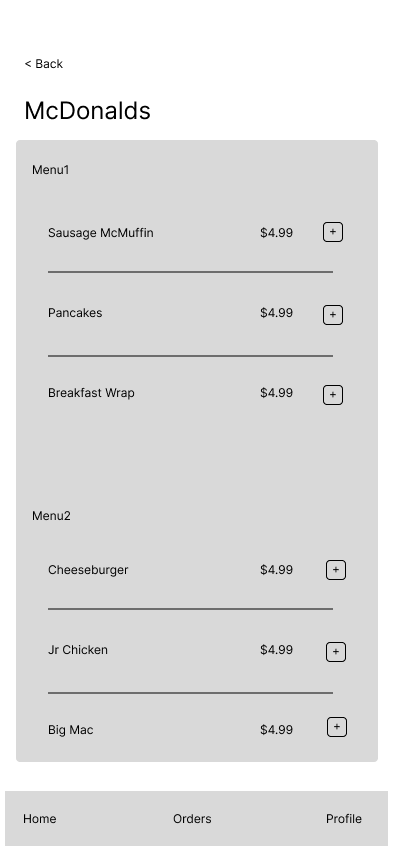 < Back
McDonalds
Menu1
Sausage McMuffin $4.99 +
Pancakes $4.99 +
Breakfast Wrap $4.99 +
Menu2
Cheeseburger $4.99 +
Jr Chicken $4.99 +
Big Mac $4.99 +
Home Orders Profile